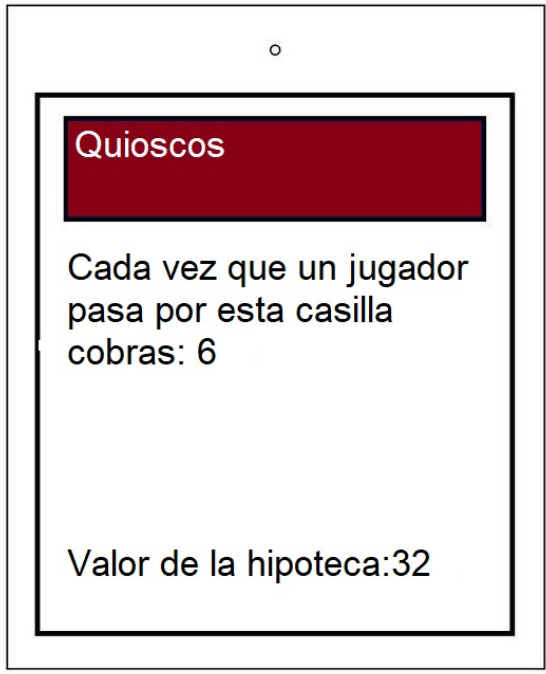 Quioscos
Cada vez que un jugador
pasa por esta casilla
cobras: 6
Valor de la hipoteca:32